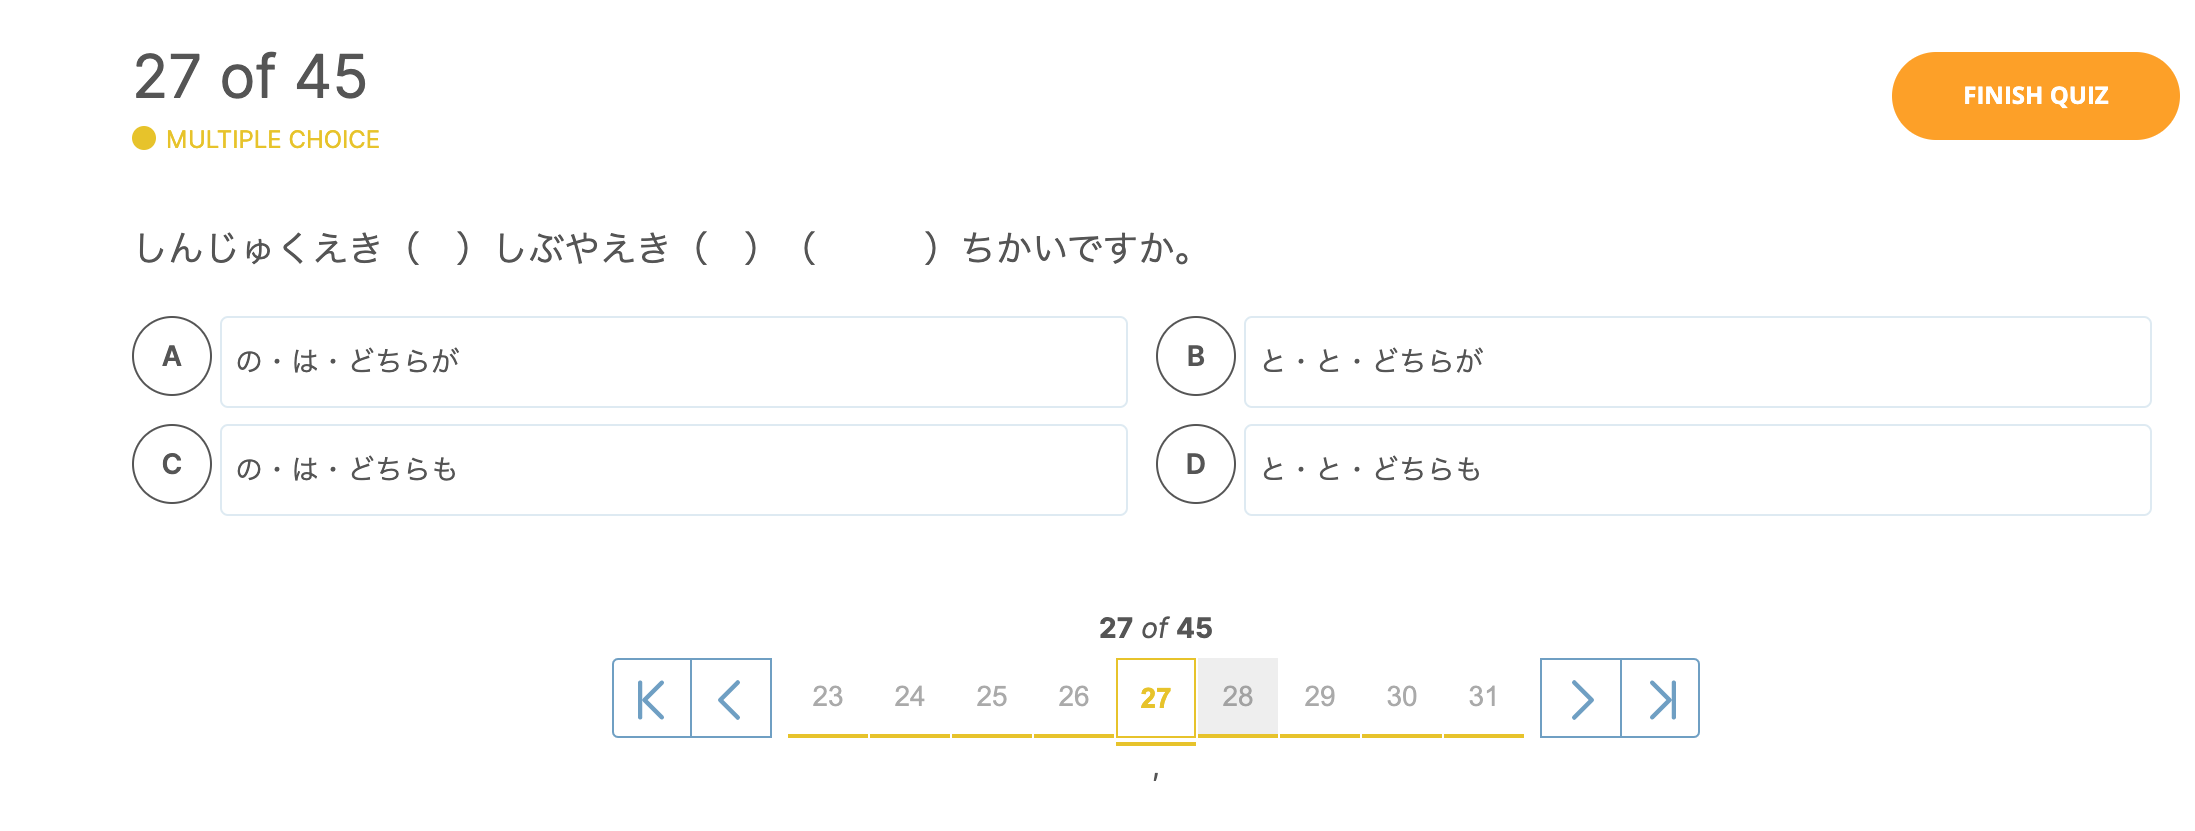 27 of 45
FINISH QUIZ
MULTIPLE CHOICE
しんじゅくえき（　）しぶやえき（　）（　　　）ちかいですか。
A の・は・どちらが
B と・と・どちらが
C の・は・どちらも
D と・と・どちらも
27 of 45
23 24 25 26 27 28 29 30 31
,